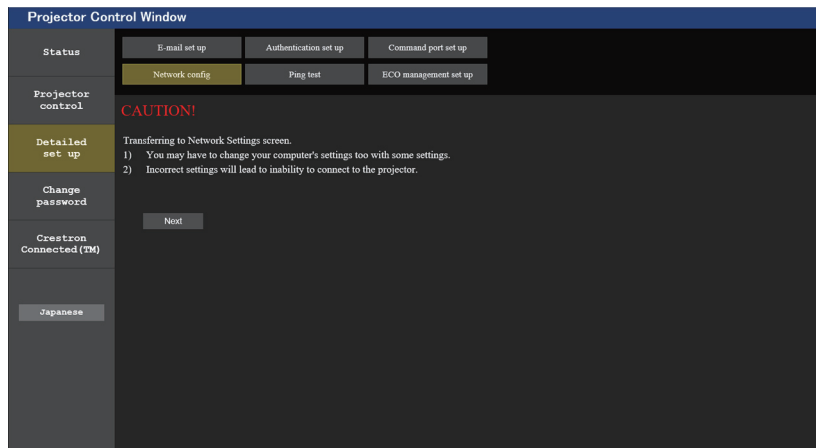 Projector Control Window
Status
E-mail set up
Authentication set up
Command port set up
Network config
Ping test
ECO management set up
Projector
control
CAUTION!
Detailed
set up
Transferring to Network Settings screen.
1) You may have to change your computer's settings too with some settings.
2) Incorrect settings will lead to inability to connect to the projector.
Change
password
Next
Crestron
Connected(TM)
Japanese